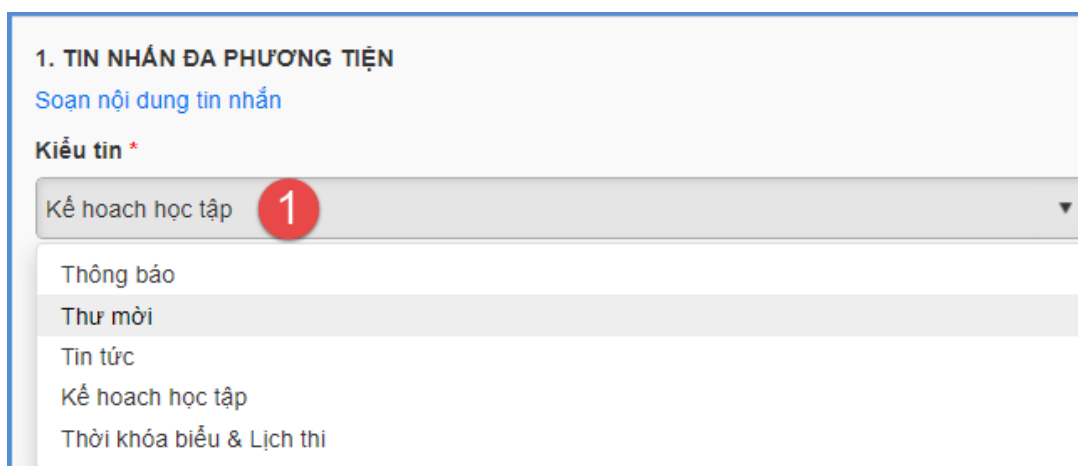 1. TIN NHẮN ĐA PHƯƠNG TIỆN
Soạn nội dung tin nhắn
Kiểu tin *
Kế hoach học tập 1
Thông báo
Thư mời
Tin tức
Kế hoach học tập
Thời khóa biểu & Lịch thi